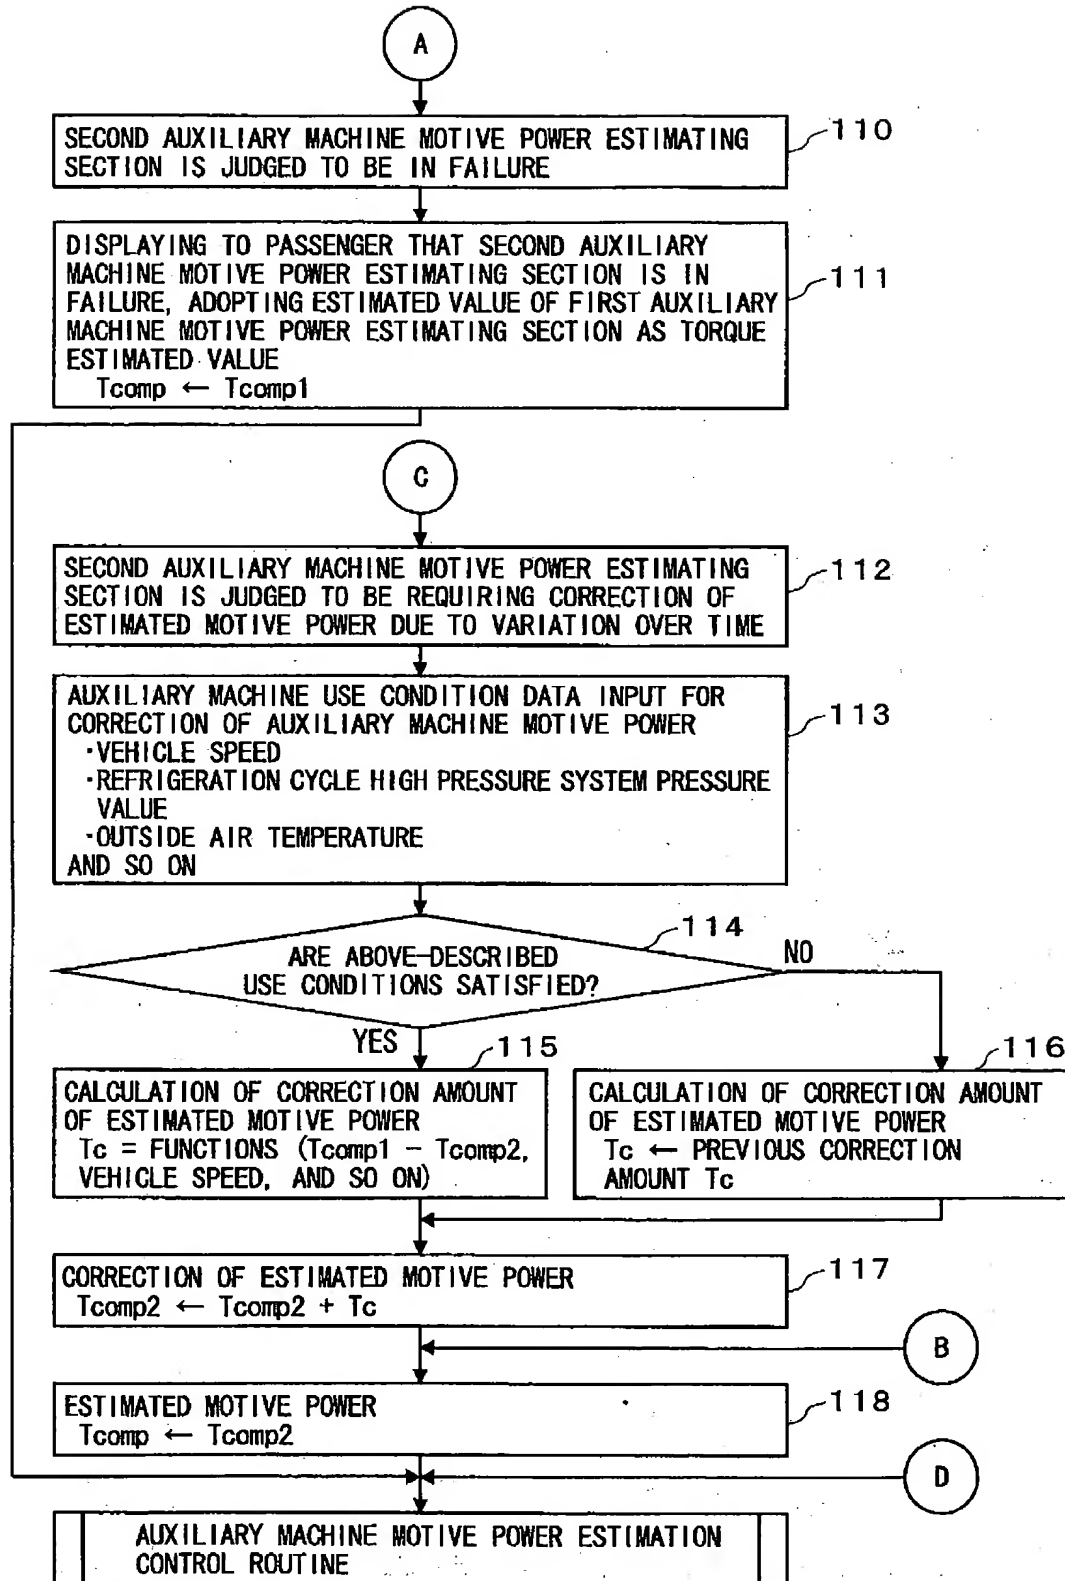 A
SECOND AUXILIARY MACHINE MOTIVE POWER ESTIMATING
SECTION IS JUDGED TO BE IN FAILURE
110
DISPLAYING TO PASSENGER THAT SECOND AUXILIARY
MACHINE MOTIVE POWER ESTIMATING SECTION IS IN
FAILURE, ADOPTING ESTIMATED VALUE OF FIRST AUXILIARY
MACHINE MOTIVE POWER ESTIMATING SECTION AS TORQUE
ESTIMATED VALUE
Tcomp ← Tcomp1
111
C
SECOND AUXILIARY MACHINE MOTIVE POWER ESTIMATING
SECTION IS JUDGED TO BE REQUIRING CORRECTION OF
ESTIMATED MOTIVE POWER DUE TO VARIATION OVER TIME
112
AUXILIARY MACHINE USE CONDITION DATA INPUT FOR
CORRECTION OF AUXILIARY MACHINE MOTIVE POWER
·VEHICLE SPEED
·REFRIGERATION CYCLE HIGH PRESSURE SYSTEM PRESSURE
VALUE
·OUTSIDE AIR TEMPERATURE
AND SO ON
113
ARE ABOVE-DESCRIBED
USE CONDITIONS SATISFIED?
114
NO
YES
115
CALCULATION OF CORRECTION AMOUNT
OF ESTIMATED MOTIVE POWER
Tc = FUNCTIONS (Tcomp1 - Tcomp2,
VEHICLE SPEED, AND SO ON)
116
CALCULATION OF CORRECTION AMOUNT
OF ESTIMATED MOTIVE POWER
Tc ← PREVIOUS CORRECTION
AMOUNT Tc
CORRECTION OF ESTIMATED MOTIVE POWER
Tcomp2 ← Tcomp2 + Tc
117
B
ESTIMATED MOTIVE POWER
Tcomp ← Tcomp2
118
D
AUXILIARY MACHINE MOTIVE POWER ESTIMATION
CONTROL ROUTINE